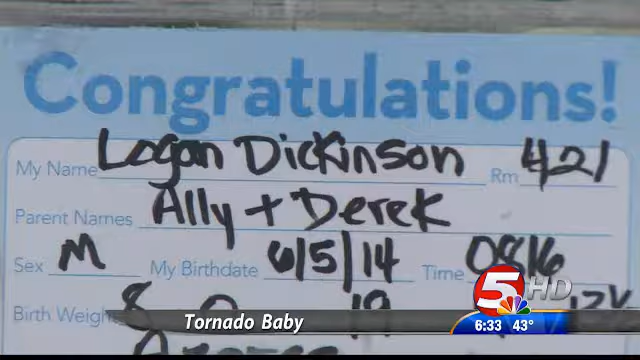 Congratulations!
My Name Logan Dickinson Rm 421
Parent Names Ally + Derek
Sex M My Birthdate 6/5/14 Time 0816
Birth Weight 8
5 HD
Tornado Baby 6:33 43°